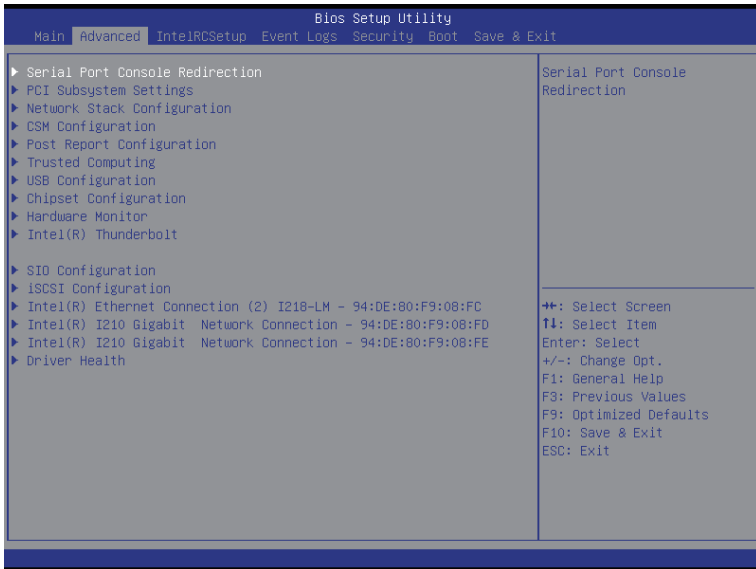 Bios Setup Utility
Main Advanced IntelRCSetup Event Logs Security Boot Save & Exit
Serial Port Console Redirection
PCI Subsystem Settings
Network Stack Configuration
CSM Configuration
Post Report Configuration
Trusted Computing
USB Configuration
Chipset Configuration
Hardware Monitor
Intel(R) Thunderbolt
SIO Configuration
iSCSI Configuration
Intel(R) Ethernet Connection (2) I218-LM - 94:DE:80:F9:08:FC
Intel(R) I210 Gigabit Network Connection - 94:DE:80:F9:08:FD
Intel(R) I210 Gigabit Network Connection - 94:DE:80:F9:08:FE
Driver Health
Serial Port Console
Redirection
→←: Select Screen
↑↓: Select Item
Enter: Select
+/-: Change Opt.
F1: General Help
F3: Previous Values
F9: Optimized Defaults
F10: Save & Exit
ESC: Exit